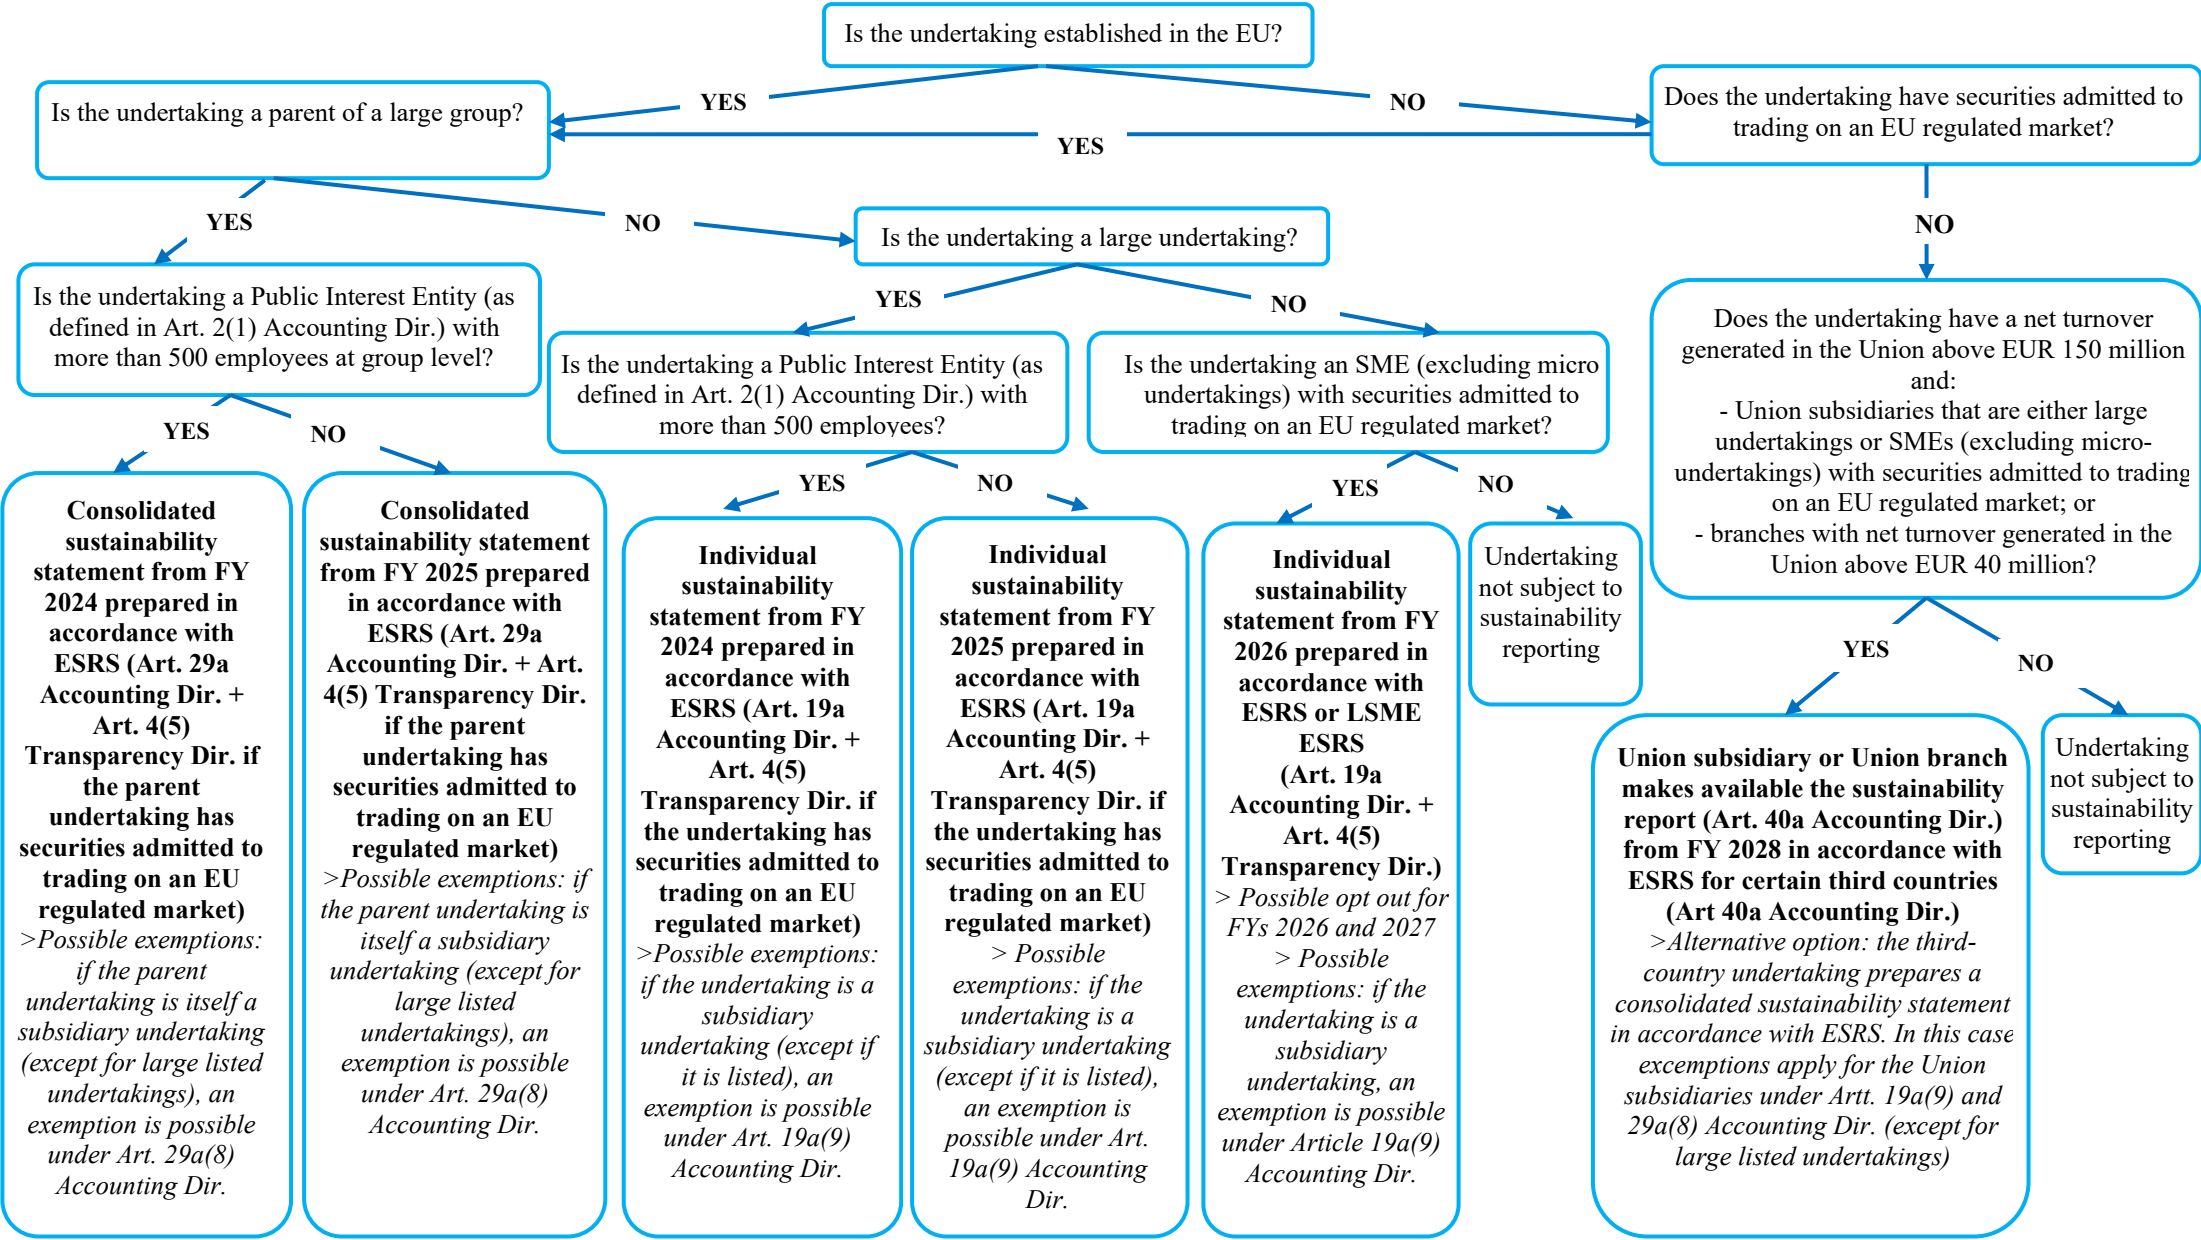 Is the undertaking established in the EU?
Is the undertaking a parent of a large group?
YES
NO
Does the undertaking have securities admitted to
trading on an EU regulated market?
YES
YES
NO
Is the undertaking a large undertaking?
NO
Is the undertaking a Public Interest Entity (as
defined in Art. 2(1) Accounting Dir.) with
more than 500 employees at group level?
YES
NO
Is the undertaking a Public Interest Entity (as
defined in Art. 2(1) Accounting Dir.) with
more than 500 employees?
Is the undertaking an SME (excluding micro
undertakings) with securities admitted to
trading on an EU regulated market?
Does the undertaking have a net turnover
generated in the Union above EUR 150 million
and:
- Union subsidiaries that are either large
undertakings or SMEs (excluding micro-
undertakings) with securities admitted to trading
on an EU regulated market; or
- branches with net turnover generated in the
Union above EUR 40 million?
YES
NO
YES
NO
YES
NO
YES
NO
Consolidated
sustainability
statement from FY
2024 prepared in
accordance with
ESRS (Art. 29a
Accounting Dir. +
Art. 4(5)
Transparency Dir. if
the parent
undertaking has
securities admitted to
trading on an EU
regulated market)
>Possible exemptions:
if the parent
undertaking is itself a
subsidiary undertaking
(except for large listed
undertakings), an
exemption is possible
under Art. 29a(8)
Accounting Dir.
Consolidated
sustainability statement
from FY 2025 prepared
in accordance with
ESRS (Art. 29a
Accounting Dir. + Art.
4(5) Transparency Dir.
if the parent
undertaking has
securities admitted to
trading on an EU
regulated market)
>Possible exemptions: if
the parent undertaking is
itself a subsidiary
undertaking (except for
large listed
undertakings), an
exemption is possible
under Art. 29a(8)
Accounting Dir.
Individual
sustainability
statement from FY
2024 prepared in
accordance with
ESRS (Art. 19a
Accounting Dir. +
Art. 4(5)
Transparency Dir. if
the undertaking has
securities admitted to
trading on an EU
regulated market)
>Possible exemptions:
if the undertaking is a
subsidiary
undertaking (except if
it is listed), an
exemption is possible
under Art. 19a(9)
Accounting Dir.
Individual
sustainability
statement from FY
2025 prepared in
accordance with
ESRS (Art. 19a
Accounting Dir. +
Art. 4(5)
Transparency Dir. if
the undertaking has
securities admitted to
trading on an EU
regulated market)
> Possible
exemptions: if the
undertaking is a
subsidiary undertaking
(except if it is listed),
an exemption is
possible under Art.
19a(9) Accounting
Dir.
Individual
sustainability
statement from FY
2026 prepared in
accordance with
ESRS or LSME
ESRS
(Art. 19a
Accounting Dir. +
Art. 4(5)
Transparency Dir.)
> Possible opt out for
FYs 2026 and 2027
> Possible
exemptions: if the
undertaking is a
subsidiary
undertaking, an
exemption is possible
under Article 19a(9)
Accounting Dir.
Undertaking
not subject to
sustainability
reporting
Union subsidiary or Union branch
makes available the sustainability
report (Art. 40a Accounting Dir.)
from FY 2028 in accordance with
ESRS for certain third countries
(Art 40a Accounting Dir.)
>Alternative option: the third-
country undertaking prepares a
consolidated sustainability statement
in accordance with ESRS. In this case
excemptions apply for the Union
subsidiaries under Artt. 19a(9) and
29a(8) Accounting Dir. (except for
large listed undertakings)
Undertaking
not subject to
sustainability
reporting